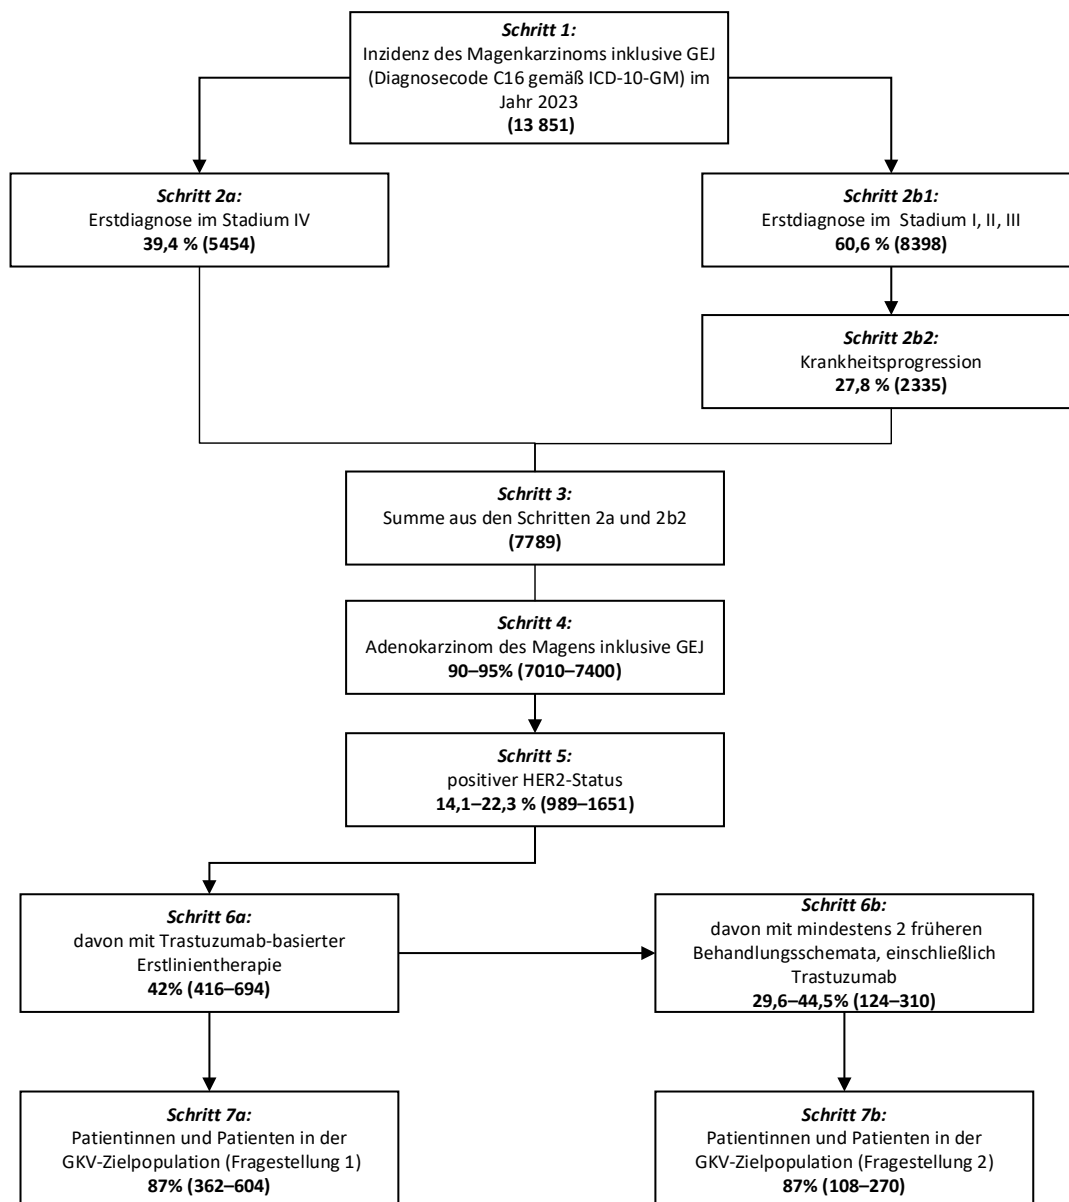 Schritt 1:
Inzidenz des Magenkarzinoms inklusive GEJ
(Diagnosecode C16 gemäß ICD-10-GM) im
Jahr 2023
(13 851)
Schritt 2a:
Erstdiagnose im Stadium IV
39,4 % (5454)
Schritt 2b1:
Erstdiagnose im Stadium I, II, III
60,6 % (8398)
Schritt 2b2:
Krankheitsprogression
27,8 % (2335)
Schritt 3:
Summe aus den Schritten 2a und 2b2
(7789)
Schritt 4:
Adenokarzinom des Magens inklusive GEJ
90–95% (7010–7400)
Schritt 5:
positiver HER2-Status
14,1–22,3 % (989–1651)
Schritt 6a:
davon mit Trastuzumab-basierter
Erstlinientherapie
42% (416–694)
Schritt 6b:
davon mit mindestens 2 früheren
Behandlungsschemata, einschließlich
Trastuzumab
29,6–44,5% (124–310)
Schritt 7a:
Patientinnen und Patienten in der
GKV-Zielpopulation (Fragestellung 1)
87% (362–604)
Schritt 7b:
Patientinnen und Patienten in der
GKV-Zielpopulation (Fragestellung 2)
87% (108–270)